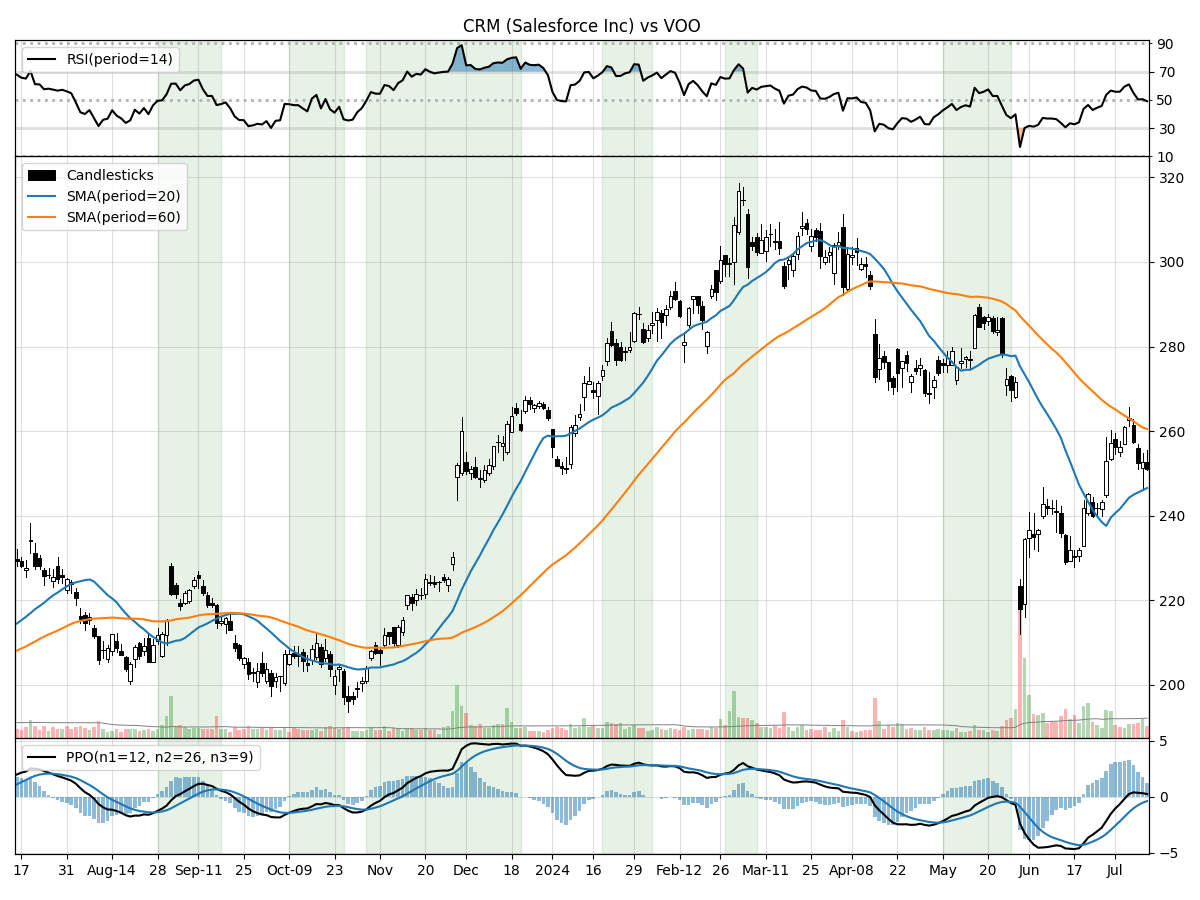 CRM (Salesforce Inc) vs VOO
RSI(period=14)
90
70
50
30
10
Candlesticks
SMA(period=20)
SMA(period=60)
320
300
280
260
240
220
200
PPO(n1=12, n2=26, n3=9)
5
0
−5
17 31 Aug-14 28 Sep-11 25 Oct-09 23 Nov 20 Dec 18 2024 16 29 Feb-12 26 Mar-11 25 Apr-08 22 May 20 Jun 17 Jul